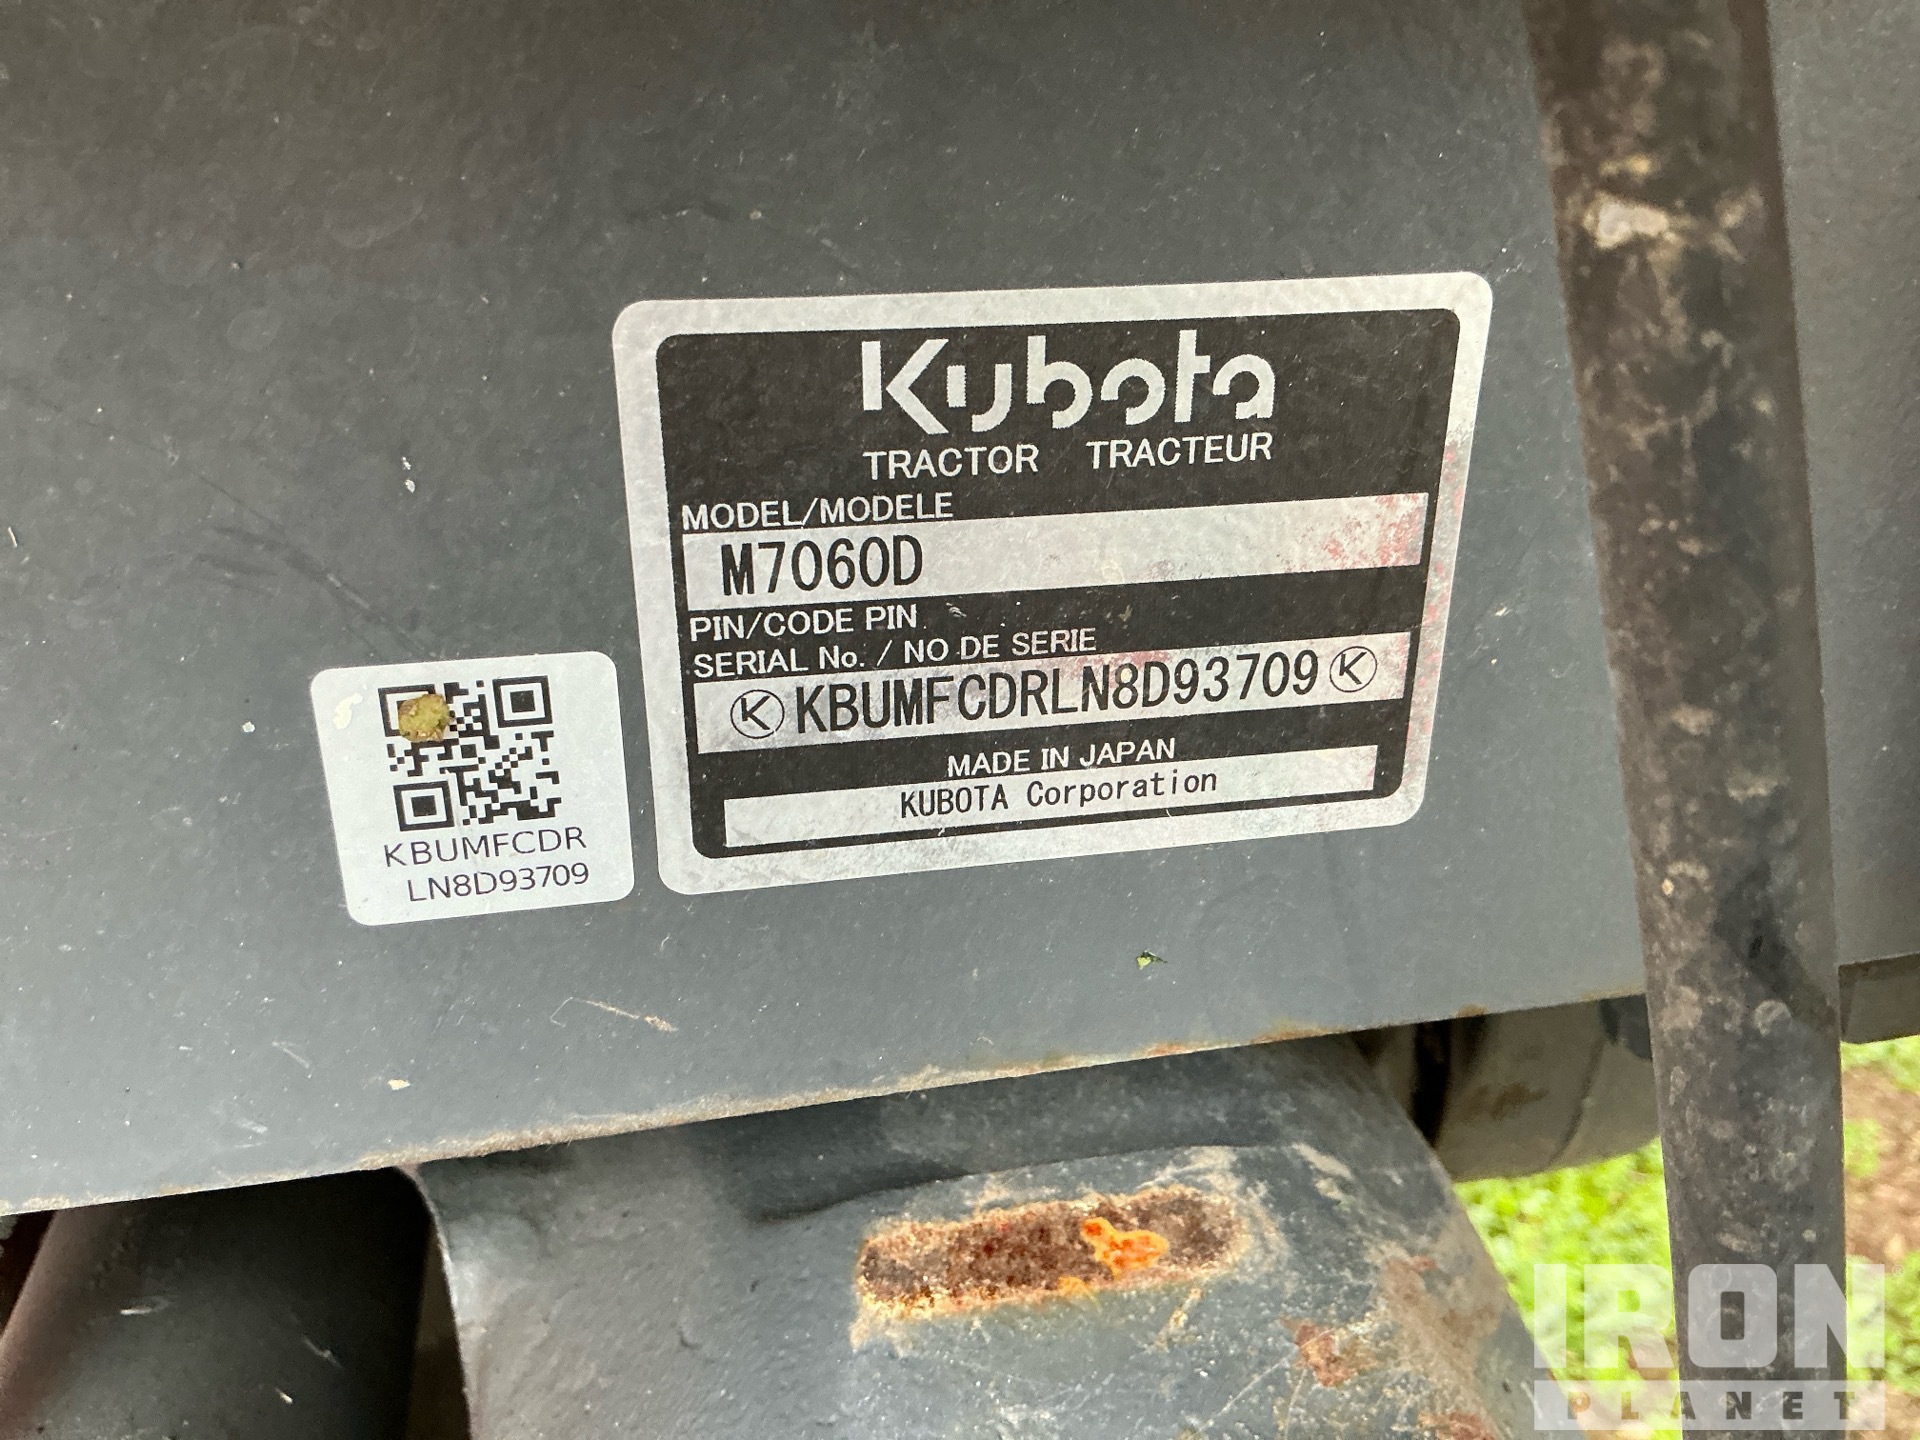 Kubota
TRACTOR TRACTEUR
MODEL/MODELE
M7060D
PIN/CODE PIN
SERIAL No. / NO DE SERIE
K KBUMFCDRLN8D93709 K
MADE IN JAPAN
KUBOTA Corporation
KBUMFCDR
LN8D93709
IRON®
PLANET